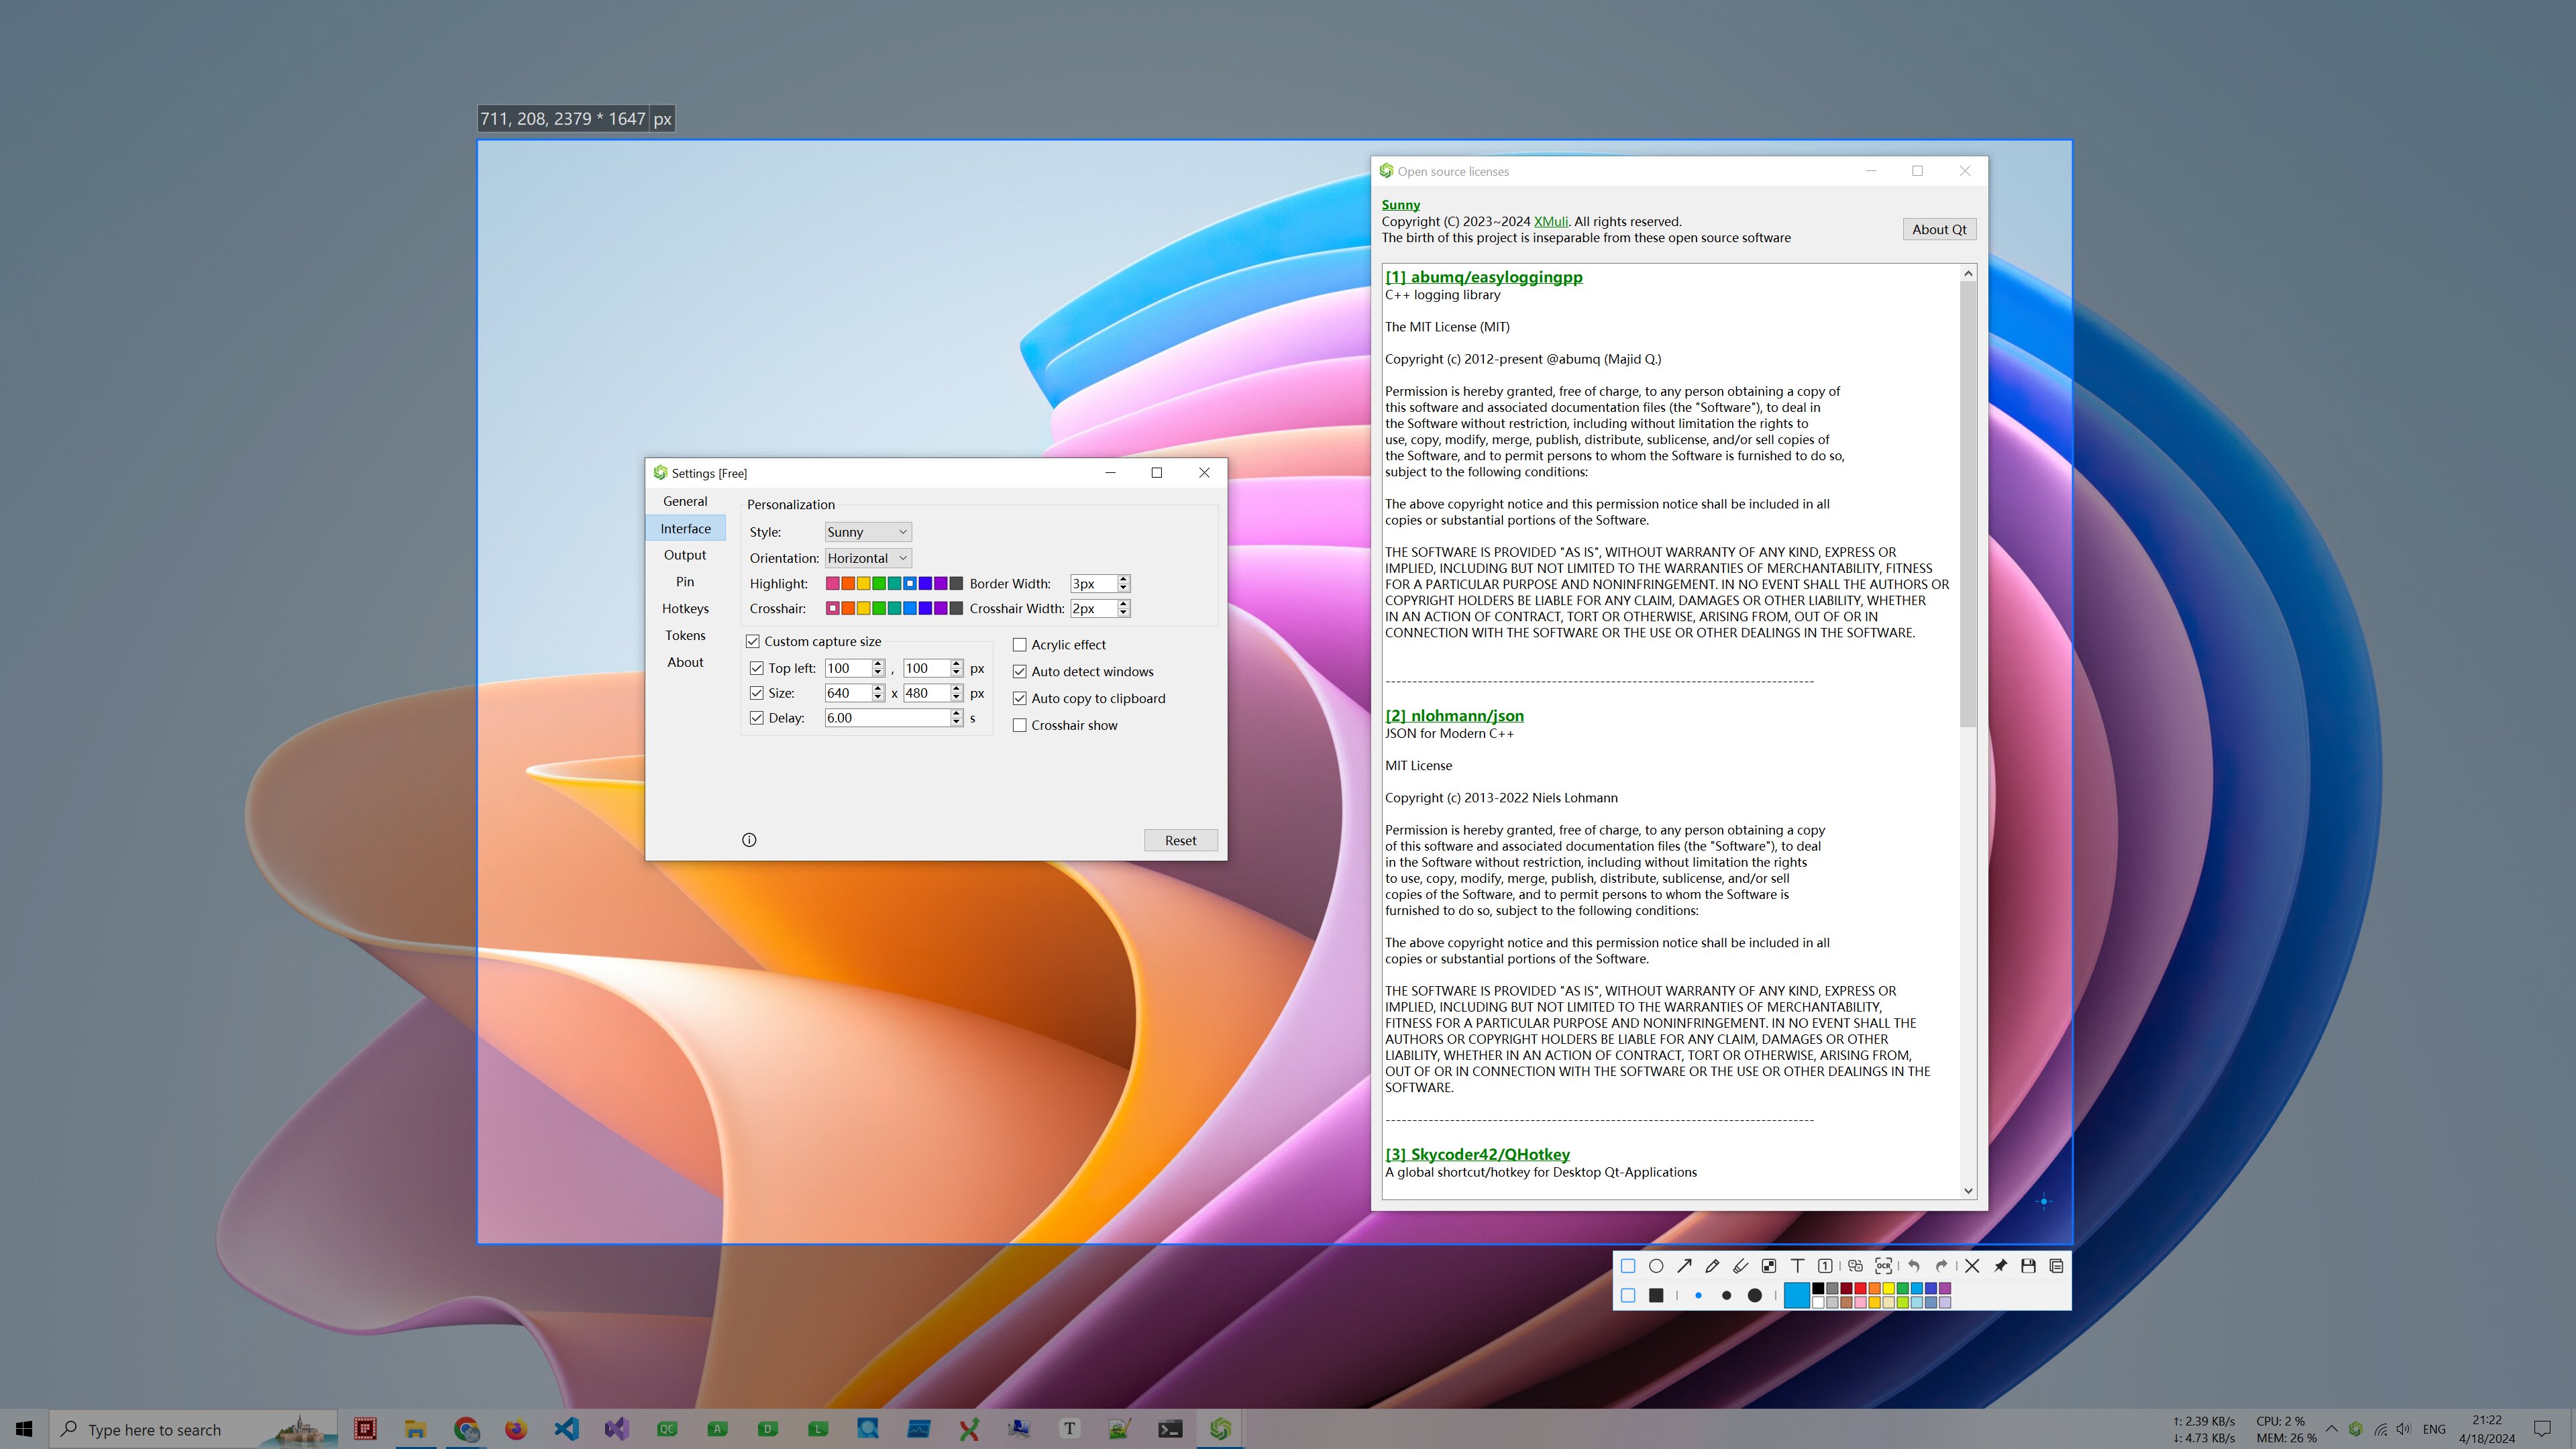 711, 208, 2379 * 1647 px
Open source licenses
Sunny
Copyright (C) 2023~2024 XMuli. All rights reserved.
The birth of this project is inseparable from these open source software
About Qt
[1] abumq/easyloggingpp
C++ logging library
The MIT License (MIT)
Copyright (c) 2012-present @abumq (Majid Q.)
Permission is hereby granted, free of charge, to any person obtaining a copy of
this software and associated documentation files (the "Software"), to deal in
the Software without restriction, including without limitation the rights to
use, copy, modify, merge, publish, distribute, sublicense, and/or sell copies of
the Software, and to permit persons to whom the Software is furnished to do so,
subject to the following conditions:
The above copyright notice and this permission notice shall be included in all
copies or substantial portions of the Software.
THE SOFTWARE IS PROVIDED "AS IS", WITHOUT WARRANTY OF ANY KIND, EXPRESS OR
IMPLIED, INCLUDING BUT NOT LIMITED TO THE WARRANTIES OF MERCHANTABILITY, FITNESS
FOR A PARTICULAR PURPOSE AND NONINFRINGEMENT. IN NO EVENT SHALL THE AUTHORS OR
COPYRIGHT HOLDERS BE LIABLE FOR ANY CLAIM, DAMAGES OR OTHER LIABILITY, WHETHER
IN AN ACTION OF CONTRACT, TORT OR OTHERWISE, ARISING FROM, OUT OF OR IN
CONNECTION WITH THE SOFTWARE OR THE USE OR OTHER DEALINGS IN THE SOFTWARE.
--------------------------------------------------------------------------------
[2] nlohmann/json
JSON for Modern C++
MIT License
Copyright (c) 2013-2022 Niels Lohmann
Permission is hereby granted, free of charge, to any person obtaining a copy
of this software and associated documentation files (the "Software"), to deal
in the Software without restriction, including without limitation the rights
to use, copy, modify, merge, publish, distribute, sublicense, and/or sell
copies of the Software, and to permit persons to whom the Software is
furnished to do so, subject to the following conditions:
The above copyright notice and this permission notice shall be included in all
copies or substantial portions of the Software.
THE SOFTWARE IS PROVIDED "AS IS", WITHOUT WARRANTY OF ANY KIND, EXPRESS OR
IMPLIED, INCLUDING BUT NOT LIMITED TO THE WARRANTIES OF MERCHANTABILITY,
FITNESS FOR A PARTICULAR PURPOSE AND NONINFRINGEMENT. IN NO EVENT SHALL THE
AUTHORS OR COPYRIGHT HOLDERS BE LIABLE FOR ANY CLAIM, DAMAGES OR OTHER
LIABILITY, WHETHER IN AN ACTION OF CONTRACT, TORT OR OTHERWISE, ARISING FROM,
OUT OF OR IN CONNECTION WITH THE SOFTWARE OR THE USE OR OTHER DEALINGS IN THE
SOFTWARE.
--------------------------------------------------------------------------------
[3] Skycoder42/QHotkey
A global shortcut/hotkey for Desktop Qt-Applications
Settings [Free]
General
Interface
Output
Pin
Hotkeys
Tokens
About
Personalization
Style: Sunny
Orientation: Horizontal
Highlight: Border Width: 3px
Crosshair: Crosshair Width: 2px
Custom capture size
Top left: 100 , 100 px
Size: 640 x 480 px
Delay: 6.00 s
Acrylic effect
Auto detect windows
Auto copy to clipboard
Crosshair show
Reset
T 1 OCR
Type here to search
QC A D L T
↑: 2.39 KB/s
↓: 4.73 KB/s
CPU: 2 %
MEM: 26 %
ENG
21:22
4/18/2024